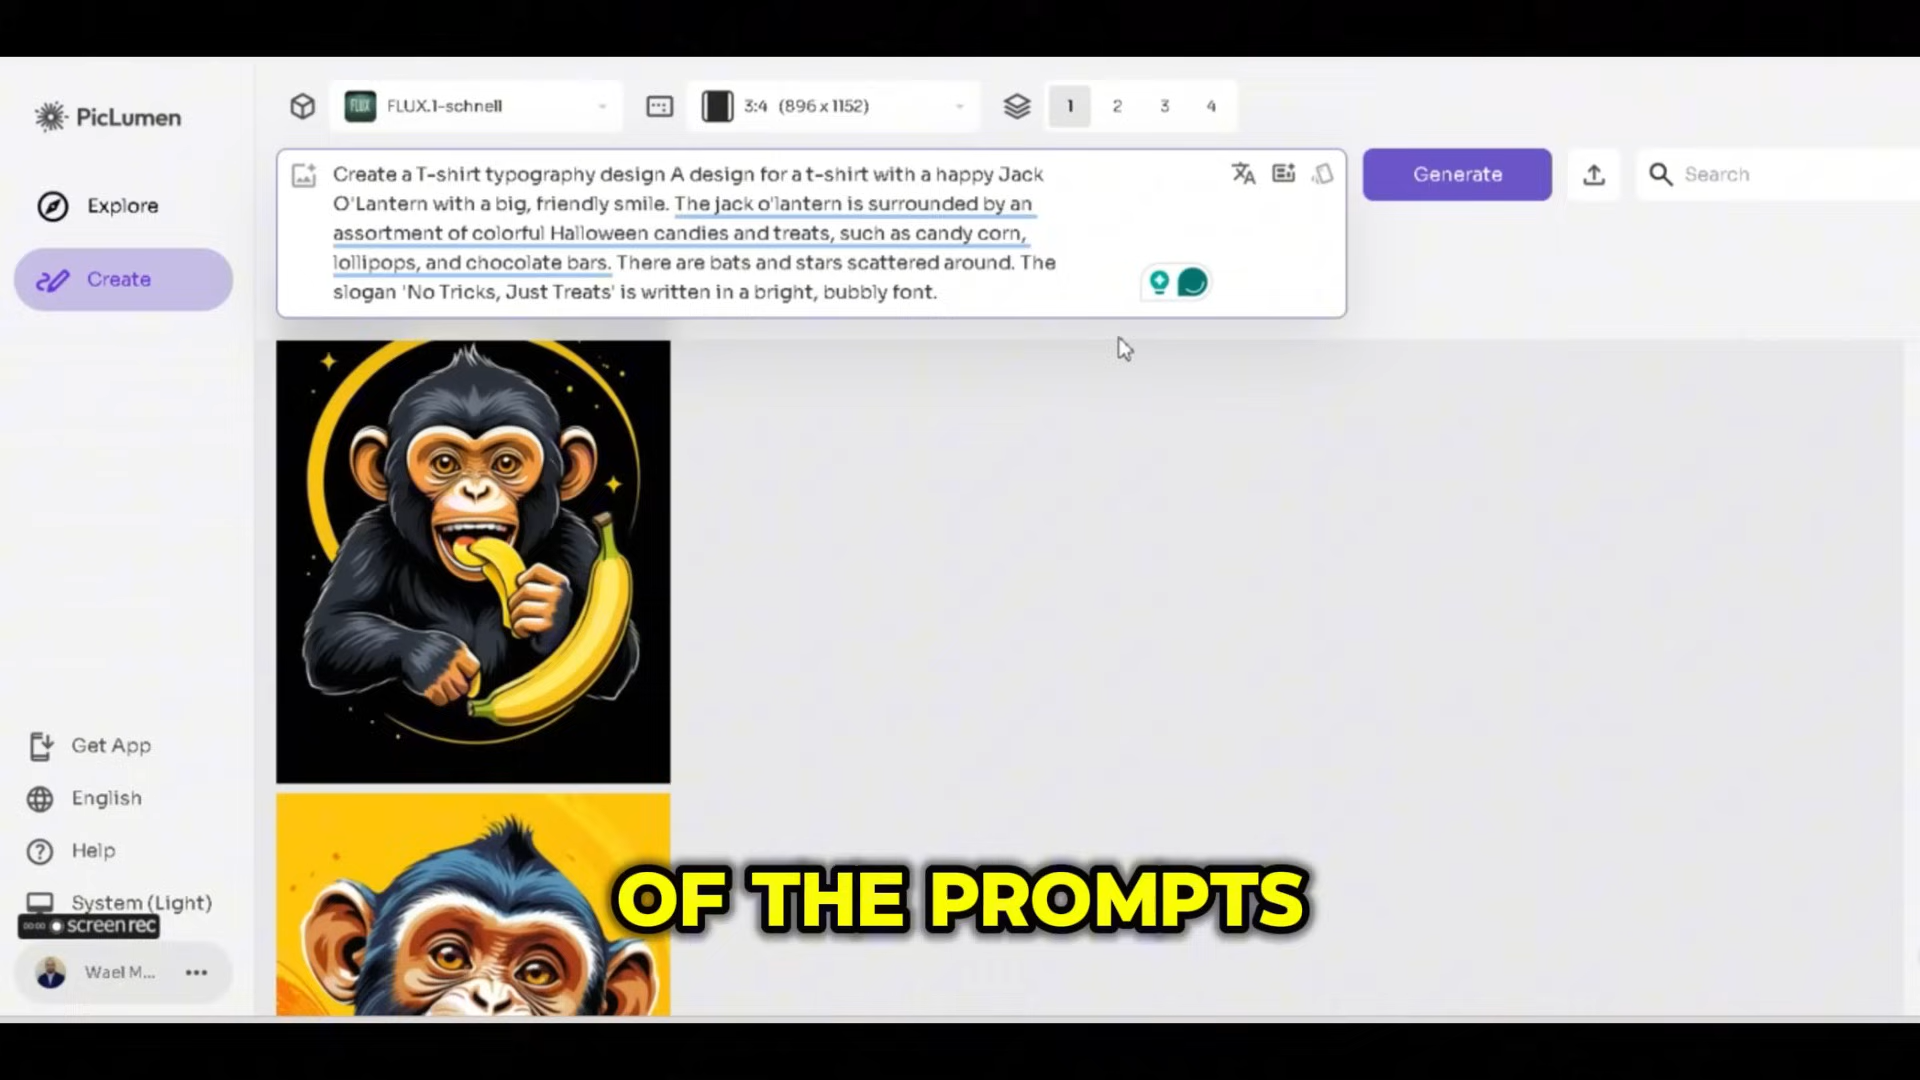 PicLumen
FLUX
FLUX.1-schnell
3:4 (896 x 1152)
1
2
3
4
Create a T-shirt typography design A design for a t-shirt with a happy Jack
O'Lantern with a big, friendly smile. The jack o'lantern is surrounded by an
assortment of colorful Halloween candies and treats, such as candy corn,
lollipops, and chocolate bars. There are bats and stars scattered around. The
slogan 'No Tricks, Just Treats' is written in a bright, bubbly font.
Generate
Search
Explore
Create
Get App
English
Help
System (Light)
00:00 screenrec
Wael M...
OF THE PROMPTS